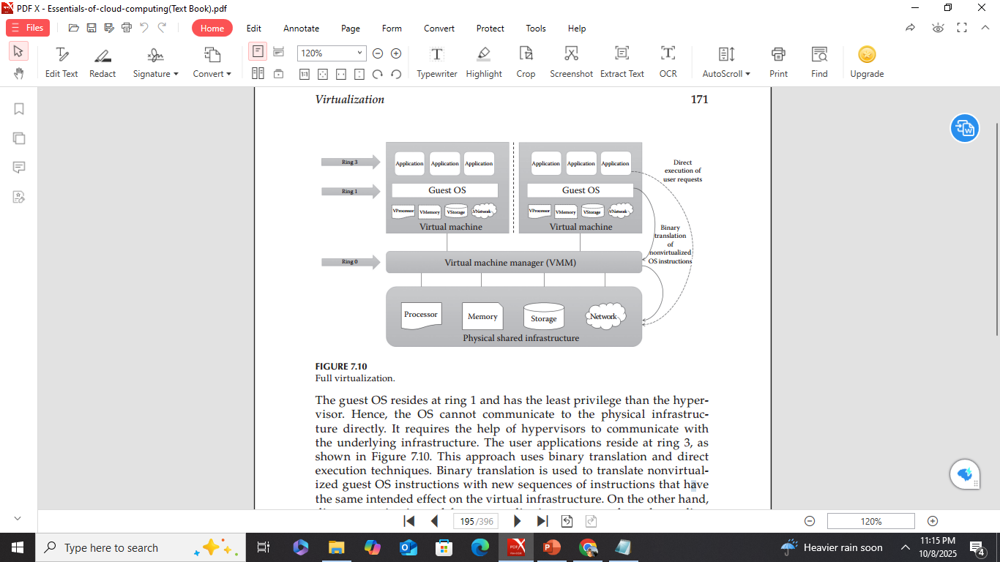 PDF X - Essentials-of-cloud-computing(Text Book).pdf
Files
Home
Edit
Annotate
Page
Form
Convert
Protect
Tools
Help
120%
Edit Text
Redact
Signature
Convert
Typewriter
Highlight
Crop
Screenshot
Extract Text
OCR
AutoScroll
Print
Find
Upgrade
Virtualization 171
Ring 3
Ring 1
Ring 0
Application Application Application
Guest OS
VProcessor VMemory VStorage VNetwork
Virtual machine
Application Application Application
Guest OS
VProcessor VMemory VStorage VNetwork
Virtual machine
Direct
execution of
user requests
Binary
translation
of
nonvirtualized
OS instructions
Virtual machine manager (VMM)
Processor Memory Storage Network
Physical shared infrastructure
FIGURE 7.10
Full virtualization.
The guest OS resides at ring 1 and has the least privilege than the hyper-
visor. Hence, the OS cannot communicate to the physical infrastruc-
ture directly. It requires the help of hypervisors to communicate with
the underlying infrastructure. The user applications reside at ring 3, as
shown in Figure 7.10. This approach uses binary translation and direct
execution techniques. Binary translation is used to translate nonvirtual-
ized guest OS instructions with new sequences of instructions that have
the same intended effect on the virtual infrastructure. On the other hand,
195 /396
120%
Type here to search
Heavier rain soon
11:15 PM
10/8/2025
4